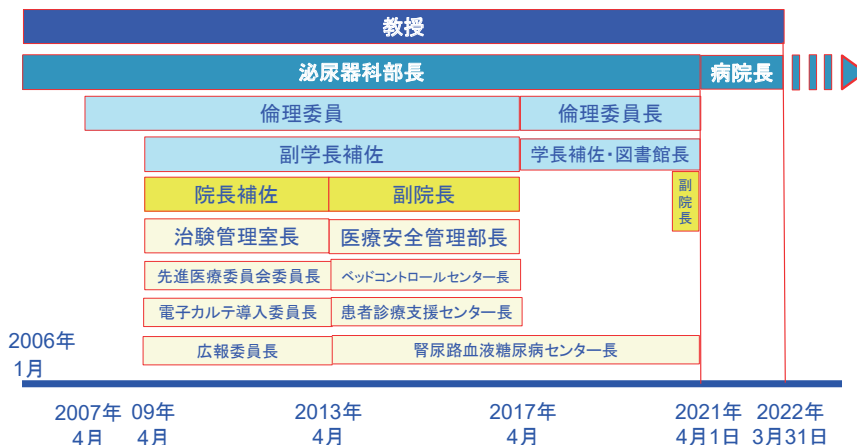 教授
泌尿器科部長 病院長
倫理委員 倫理委員長
副学長補佐 学長補佐・図書館長
院長補佐 副院長 副院長
治験管理室長 医療安全管理部長
先進医療委員会委員長 ベッドコントロールセンター長
電子カルテ導入委員長 患者診療支援センター長
広報委員長 腎尿路血液糖尿病センター長
2006年
1月
2007年 09年 2013年 2017年 2021年 2022年
4月 4月 4月 4月 4月1日 3月31日